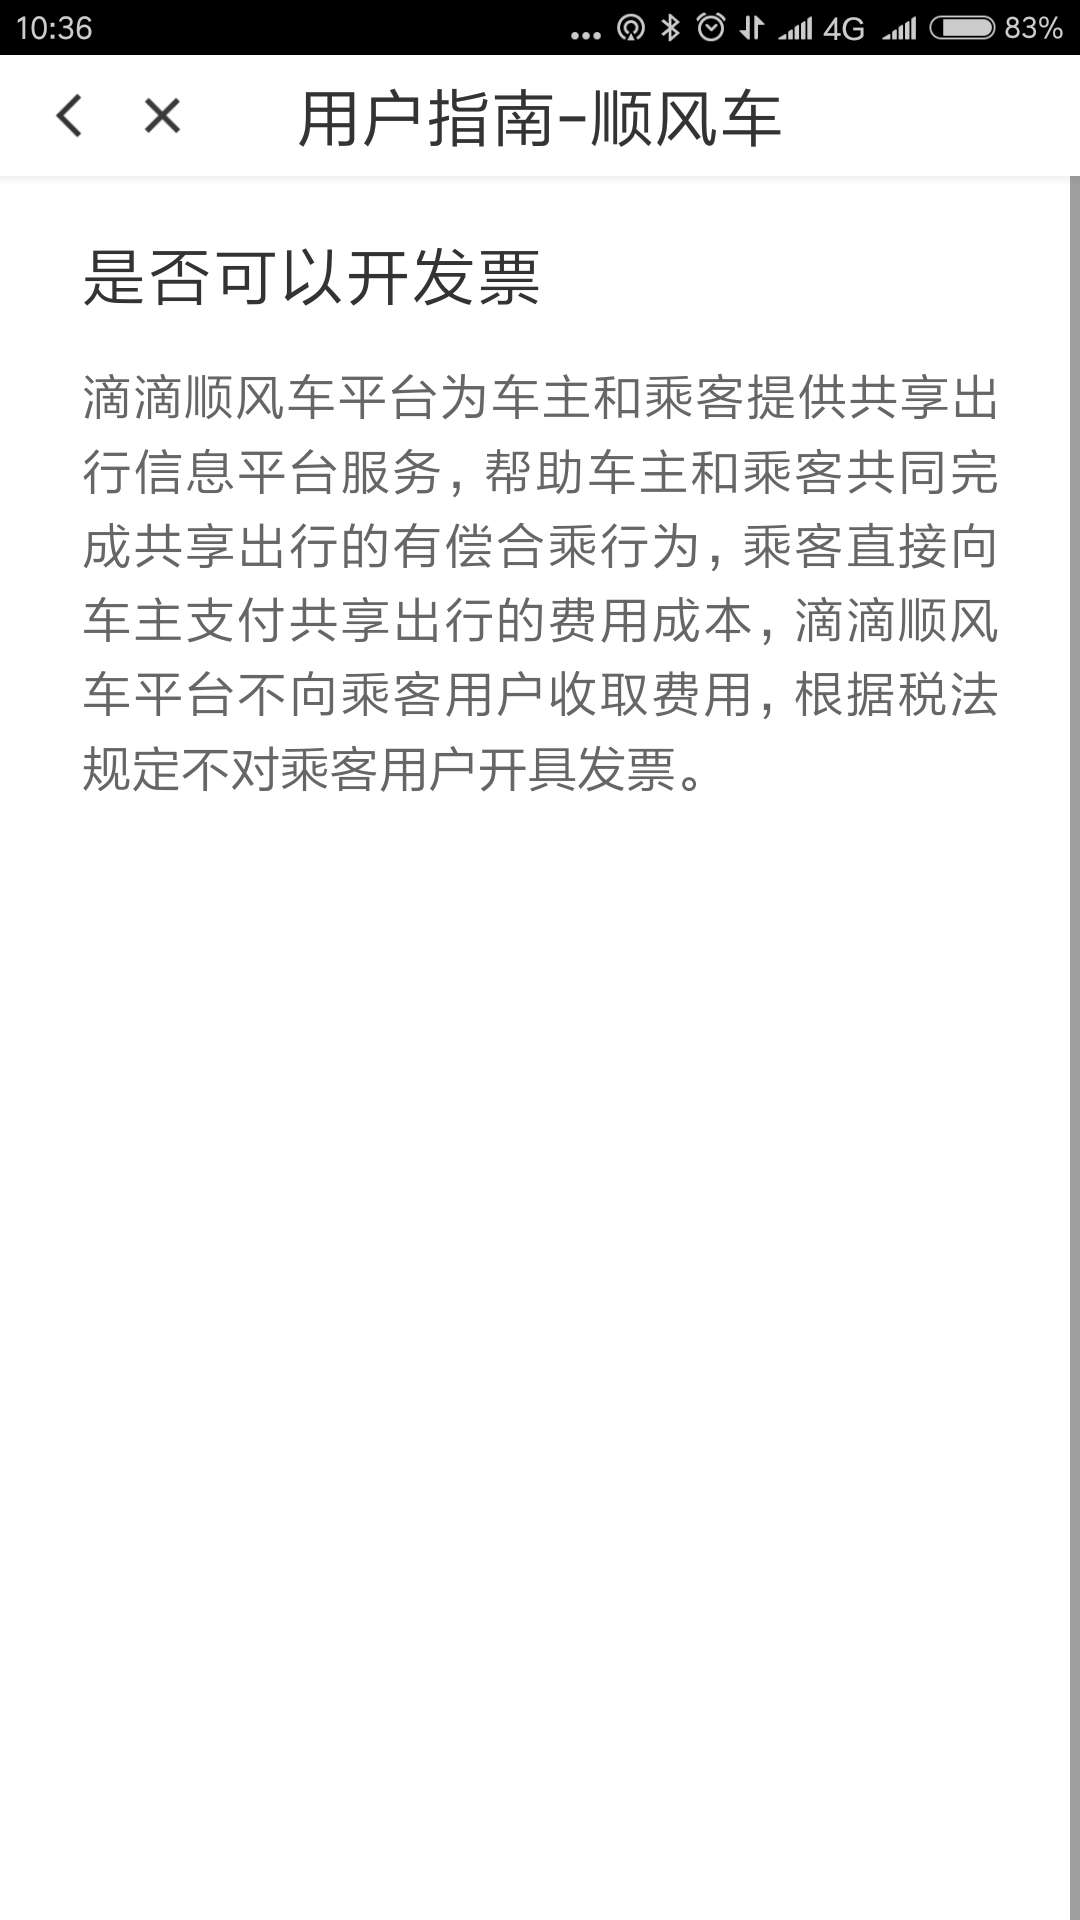 10:36
4G
83%
用户指南-顺风车
是否可以开发票
滴滴顺风车平台为车主和乘客提供共享出
行信息平台服务，帮助车主和乘客共同完
成共享出行的有偿合乘行为，乘客直接向
车主支付共享出行的费用成本，滴滴顺风
车平台不向乘客用户收取费用，根据税法
规定不对乘客用户开具发票。